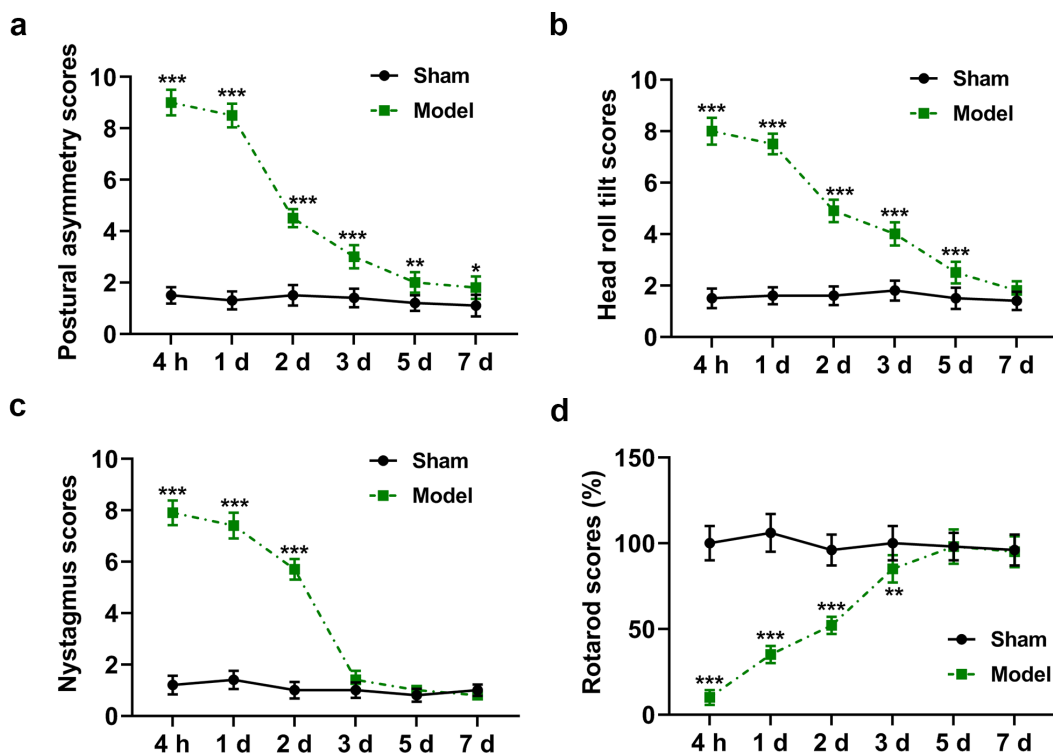 a
Postural asymmetry scores
10
8
6
4
2
0
Sham
Model
***
***
***
***
**
*
4 h 1 d 2 d 3 d 5 d 7 d
b
Head roll tilt scores
10
8
6
4
2
0
Sham
Model
***
***
***
***
***
4 h 1 d 2 d 3 d 5 d 7 d
c
Nystagmus scores
10
8
6
4
2
0
Sham
Model
***
***
***
4 h 1 d 2 d 3 d 5 d 7 d
d
Rotarod scores (%)
150
100
50
0
***
***
***
**
Sham
Model
4 h 1 d 2 d 3 d 5 d 7 d